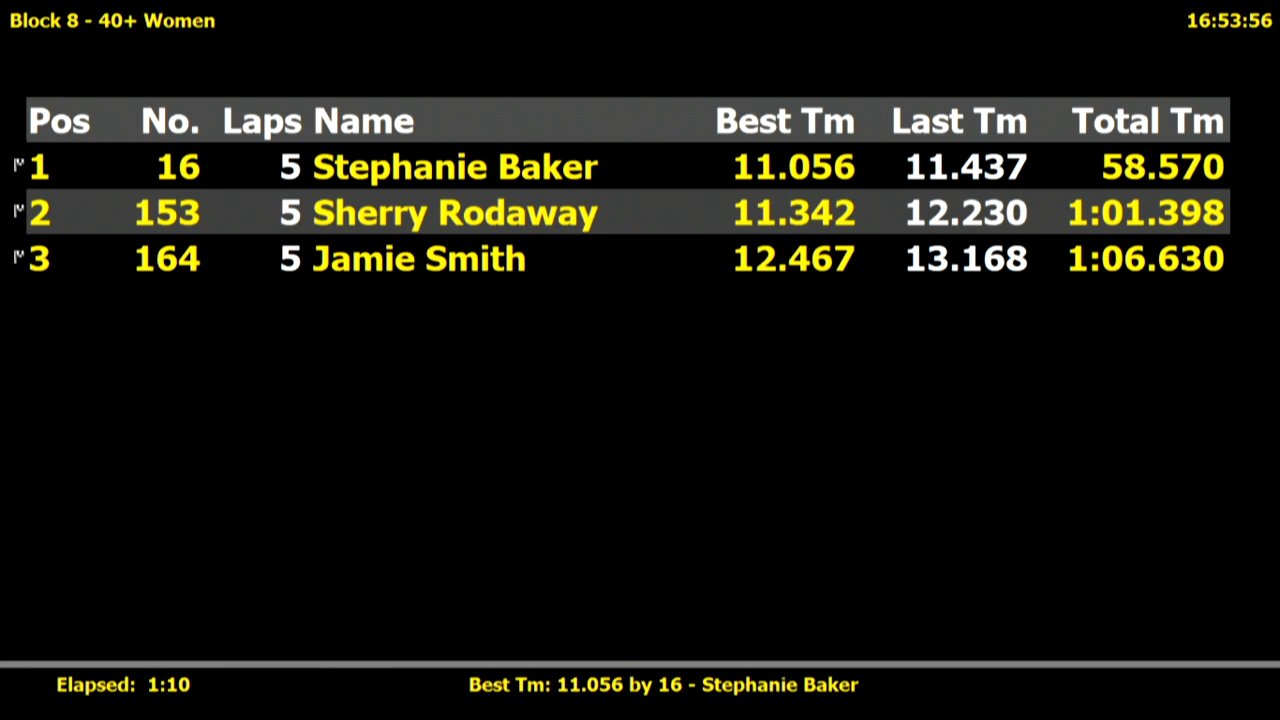 Block 8 - 40+ Women 16:53:56
Pos No. Laps Name Best Tm Last Tm Total Tm
1 16 5 Stephanie Baker 11.056 11.437 58.570
2 153 5 Sherry Rodaway 11.342 12.230 1:01.398
3 164 5 Jamie Smith 12.467 13.168 1:06.630
Elapsed: 1:10 Best Tm: 11.056 by 16 - Stephanie Baker